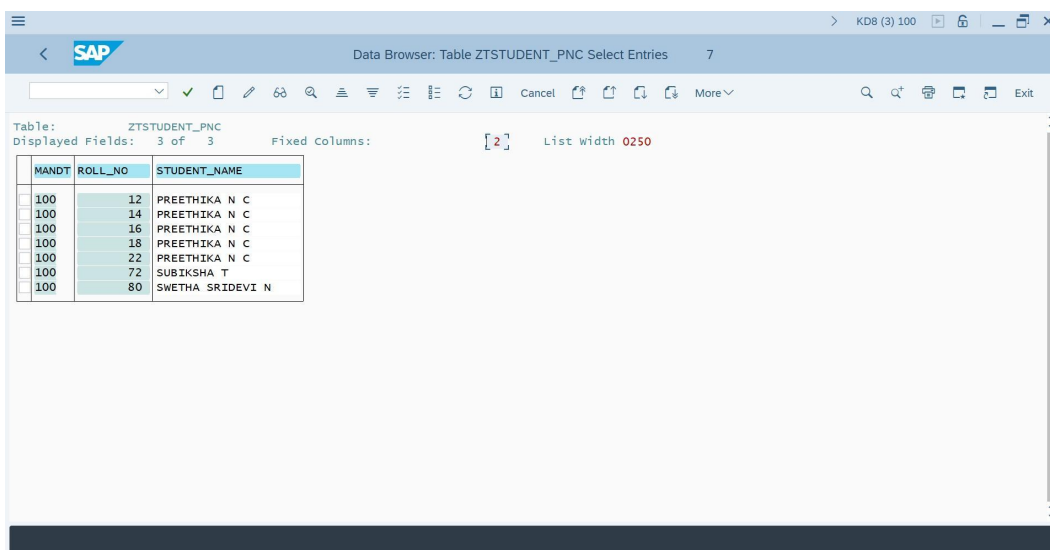 KD8 (3) 100
SAP
Data Browser: Table ZTSTUDENT_PNC Select Entries 7
Cancel More Exit
Table: ZTSTUDENT_PNC
Displayed Fields: 3 of 3 Fixed Columns: 2 List Width 0250
MANDT ROLL_NO STUDENT_NAME
100 12 PREETHIKA N C
100 14 PREETHIKA N C
100 16 PREETHIKA N C
100 18 PREETHIKA N C
100 22 PREETHIKA N C
100 72 SUBIKSHA T
100 80 SWETHA SRIDEVI N